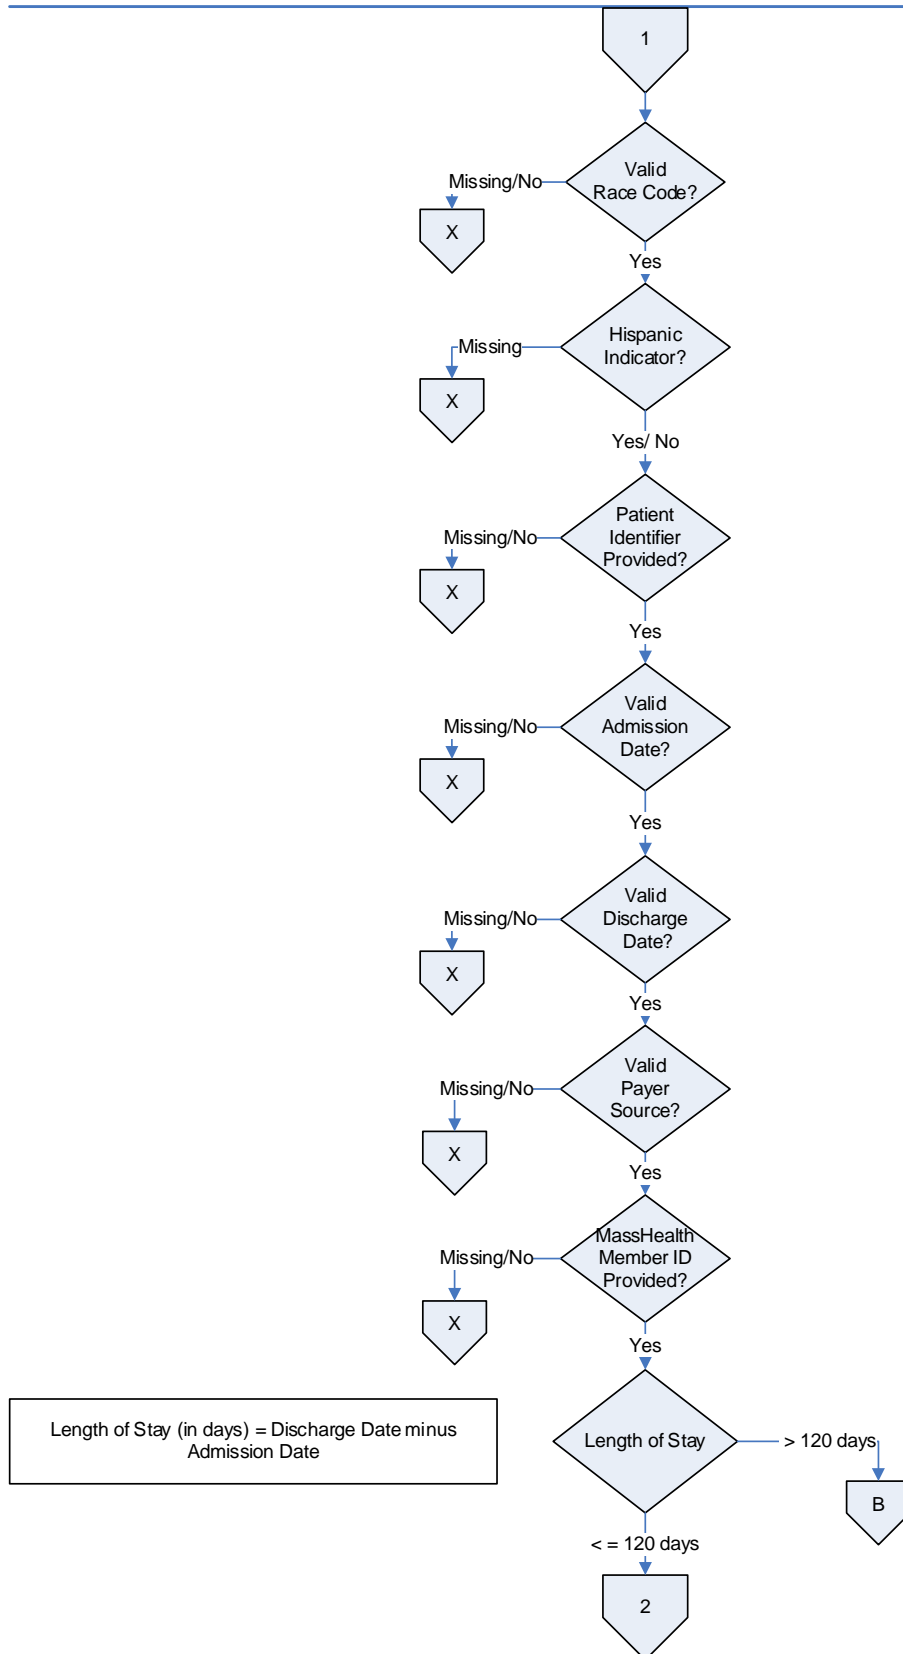 1
Valid
Race Code?
Missing/No
X
Yes
Hispanic
Indicator?
Missing
X
Yes/ No
Patient
Identifier
Provided?
Missing/No
X
Yes
Valid
Admission
Date?
Missing/No
X
Yes
Valid
Discharge
Date?
Missing/No
X
Yes
Valid
Payer
Source?
Missing/No
X
Yes
MassHealth
Member ID
Provided?
Missing/No
X
Yes
Length of Stay (in days) = Discharge Date minus
Admission Date
Length of Stay
> 120 days
B
< = 120 days
2